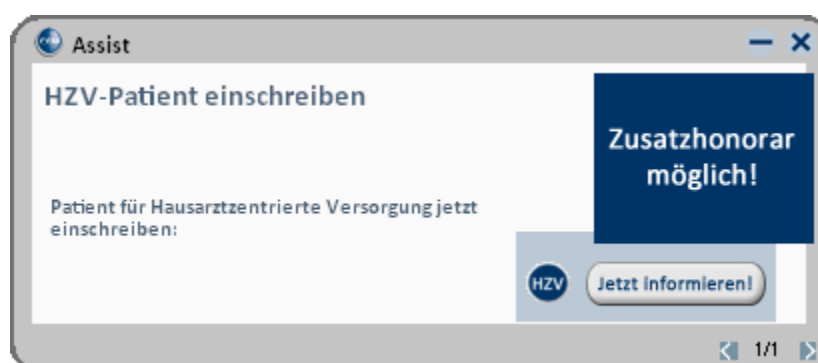 Assist
HZV-Patient einschreiben
Zusatzhonorar
möglich!
Patient für Hausarztzentrierte Versorgung jetzt
einschreiben:
HZV
Jetzt informieren!
1/1